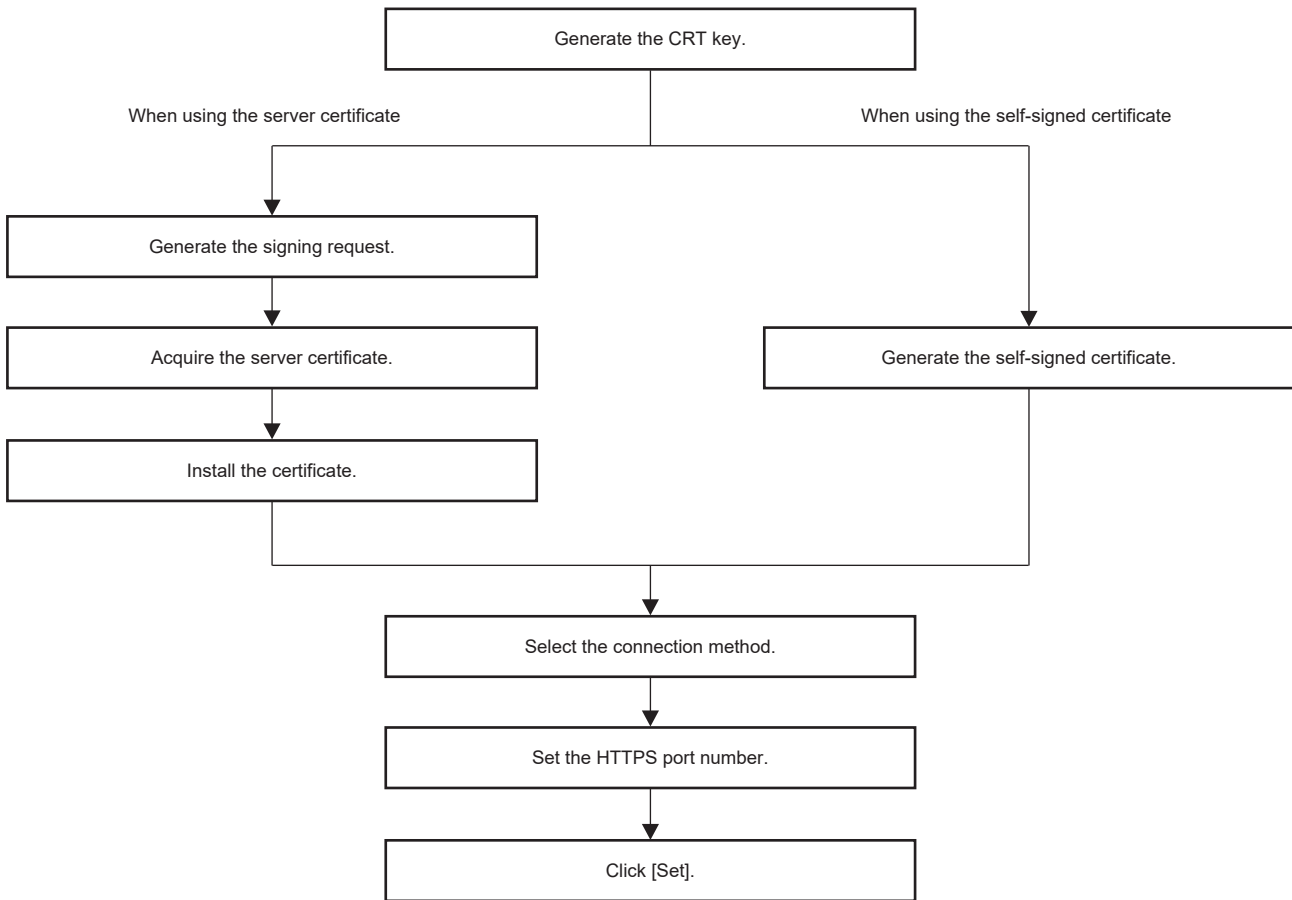 Generate the CRT key.
When using the server certificate
When using the self-signed certificate
Generate the signing request.
Acquire the server certificate.
Generate the self-signed certificate.
Install the certificate.
Select the connection method.
Set the HTTPS port number.
Click [Set].